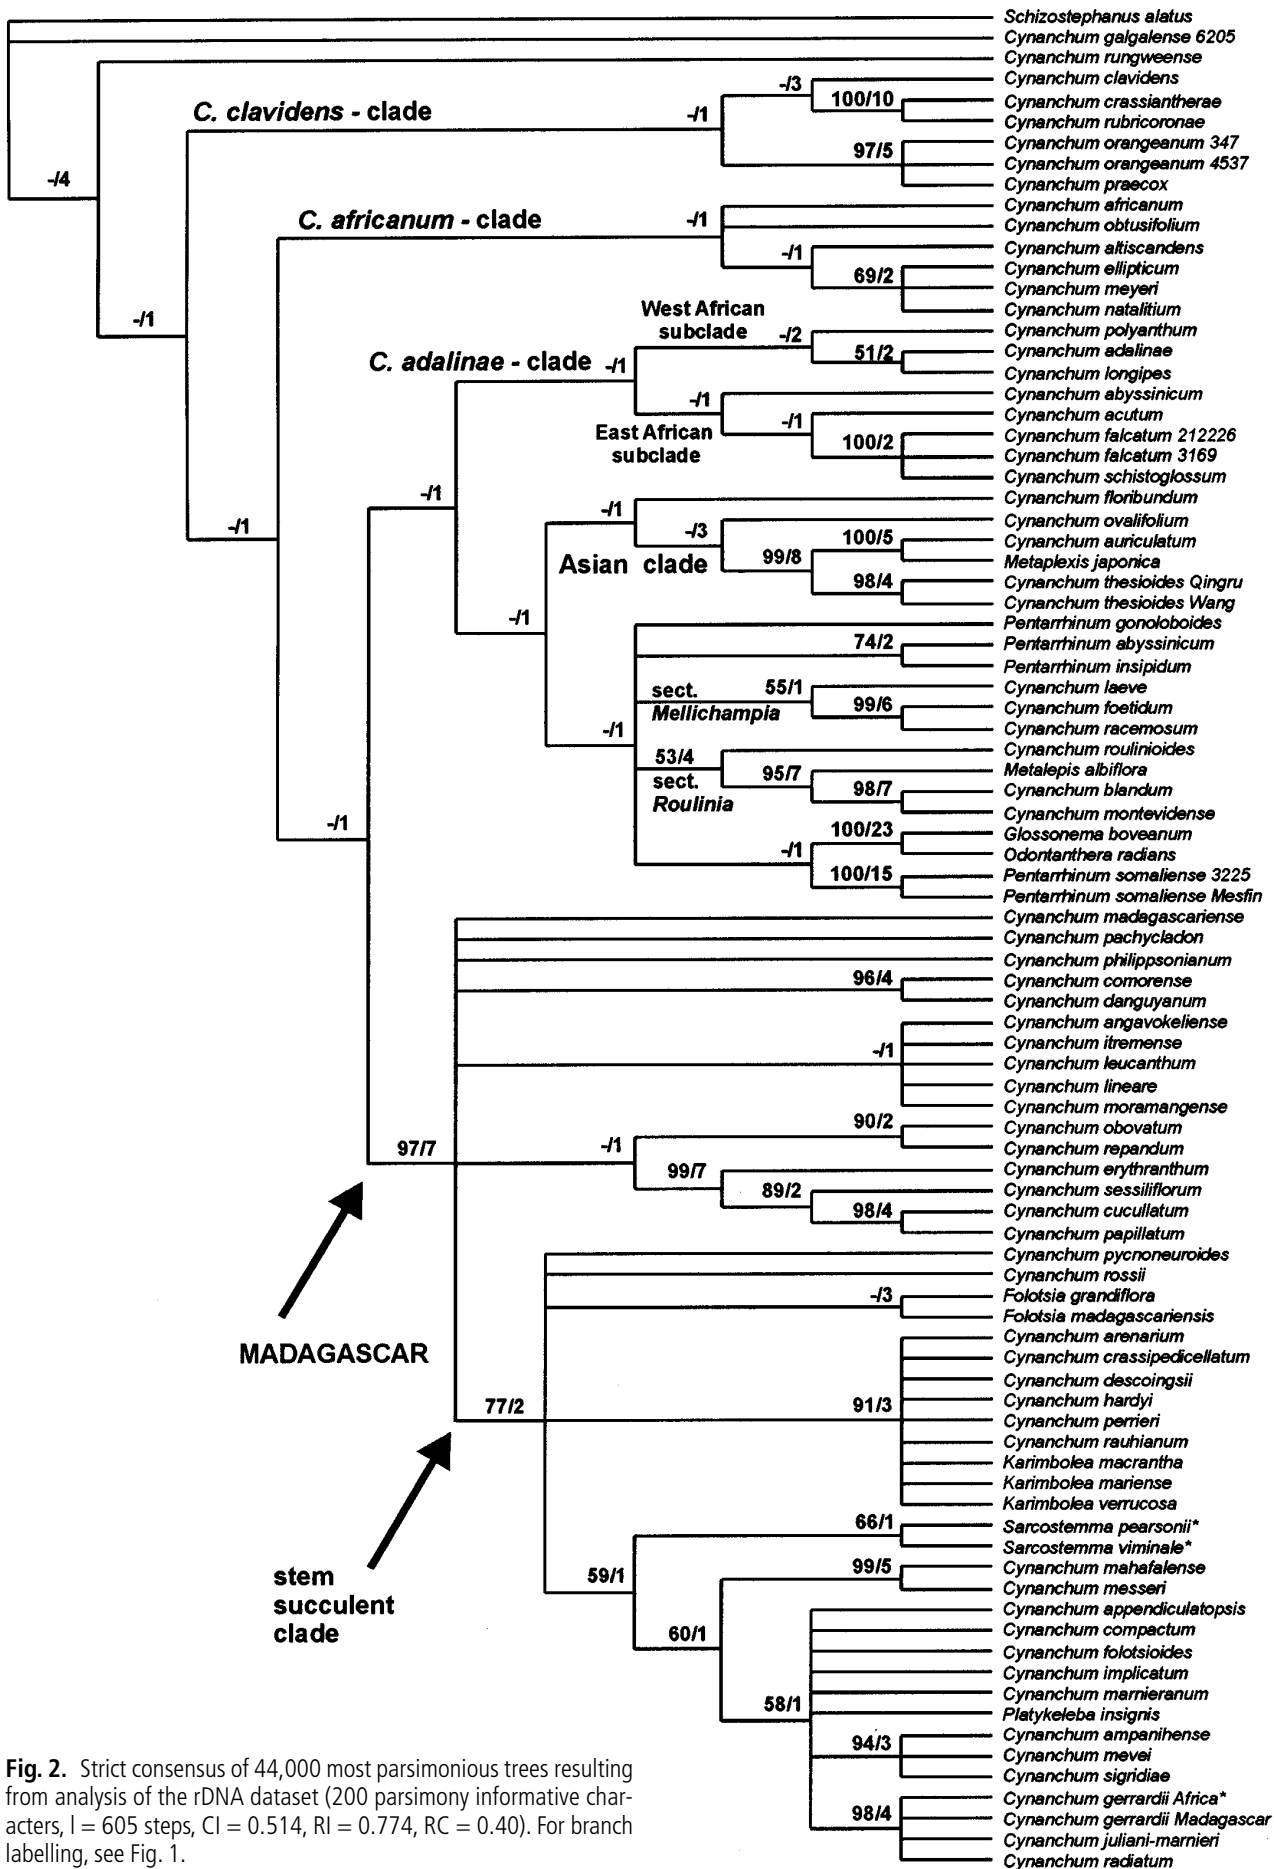 Schizostephanus alatus
Cynanchum galgalense 6205
Cynanchum rungweense
-/3
Cynanchum clavidens
C. clavidens - clade
-/1
100/10
Cynanchum crassiantherae
Cynanchum rubricoronae
Cynanchum orangeanum 347
97/5
Cynanchum orangeanum 4537
-/4
Cynanchum praecox
C. africanum - clade
-/1
Cynanchum africanum
Cynanchum obtusifolium
-/1
Cynanchum altiscandens
69/2
Cynanchum ellipticum
Cynanchum meyeri
Cynanchum natalitium
-/1
West African
subclade
-/2
Cynanchum polyanthum
C. adalinae - clade
-/1
51/2
Cynanchum adalinae
Cynanchum longipes
-/1
Cynanchum abyssinicum
East African
subclade
-/1
Cynanchum acutum
100/2
Cynanchum falcatum 212226
Cynanchum falcatum 3169
Cynanchum schistoglossum
-/1
-/1
Cynanchum floribundum
-/1
-/3
Cynanchum ovalifolium
Asian clade
99/8
100/5
Cynanchum auriculatum
Metaplexis japonica
98/4
Cynanchum thesioides Qingru
Cynanchum thesioides Wang
-/1
Pentarrhinum gonoloboides
74/2
Pentarrhinum abyssinicum
Pentarrhinum insipidum
sect.
Mellichampia
55/1
Cynanchum laeve
99/6
Cynanchum foetidum
Cynanchum racemosum
-/1
53/4
sect.
Roulinia
Cynanchum roulinioides
95/7
Metalepis albiflora
98/7
Cynanchum blandum
Cynanchum montevidense
-/1
-/1
100/23
Glossonema boveanum
Odontanthera radians
100/15
Pentarrhinum somaliense 3225
Pentarrhinum somaliense Mesfin
Cynanchum madagascariense
Cynanchum pachycladon
Cynanchum philippsonianum
96/4
Cynanchum comorense
Cynanchum danguyanum
Cynanchum angavokeliense
Cynanchum itremense
-/1
Cynanchum leucanthum
Cynanchum lineare
Cynanchum moramangense
97/7
-/1
90/2
Cynanchum obovatum
Cynanchum repandum
99/7
Cynanchum erythranthum
89/2
Cynanchum sessiliflorum
98/4
Cynanchum cucullatum
Cynanchum papillatum
MADAGASCAR
Cynanchum pycnoneuroides
Cynanchum rossii
-/3
Folotsia grandiflora
Folotsia madagascariensis
Cynanchum arenarium
Cynanchum crassipedicellatum
Cynanchum descoingsii
77/2
91/3
Cynanchum hardyi
Cynanchum perrieri
Cynanchum rauhianum
Karimbolea macrantha
Karimbolea mariense
Karimbolea verrucosa
stem
succulent
clade
59/1
66/1
Sarcostemma pearsonii*
Sarcostemma viminale*
99/5
Cynanchum mahafalense
Cynanchum messeri
60/1
Cynanchum appendiculatopsis
Cynanchum compactum
Cynanchum folotsioides
Cynanchum implicatum
Cynanchum marnieranum
58/1
Platykeleba insignis
94/3
Cynanchum ampanihense
Cynanchum mevei
Cynanchum sigridiae
98/4
Cynanchum gerrardii Africa*
Cynanchum gerrardii Madagascar
Cynanchum juliani-marnieri
Cynanchum radiatum
Fig. 2. Strict consensus of 44,000 most parsimonious trees resulting
from analysis of the rDNA dataset (200 parsimony informative char-
acters, l = 605 steps, CI = 0.514, RI = 0.774, RC = 0.40). For branch
labelling, see Fig. 1.